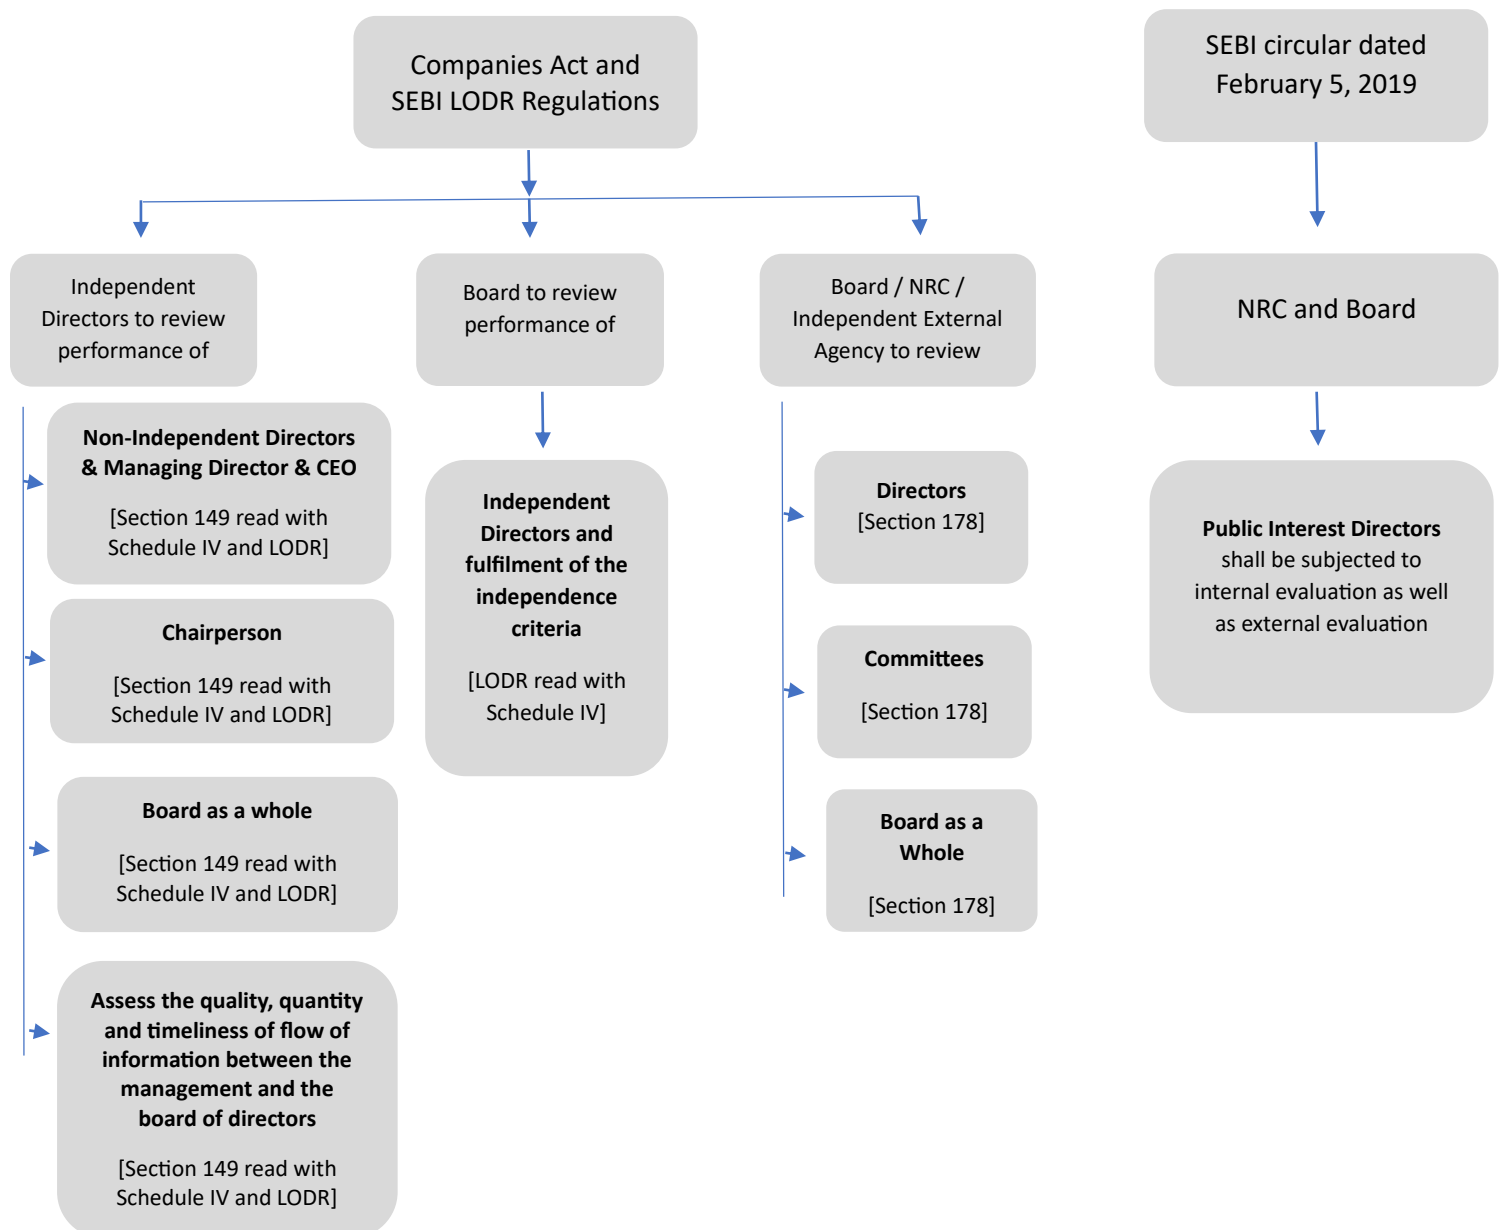 Companies Act and
SEBI LODR Regulations
SEBI circular dated
February 5, 2019
Independent
Directors to review
performance of
Board to review
performance of
Board / NRC /
Independent External
Agency to review
NRC and Board
Non-Independent Directors
& Managing Director & CEO
[Section 149 read with
Schedule IV and LODR]
Chairperson
[Section 149 read with
Schedule IV and LODR]
Board as a whole
[Section 149 read with
Schedule IV and LODR]
Assess the quality, quantity
and timeliness of flow of
information between the
management and the
board of directors
[Section 149 read with
Schedule IV and LODR]
Independent
Directors and
fulfilment of the
independence
criteria
[LODR read with
Schedule IV]
Directors
[Section 178]
Committees
[Section 178]
Board as a
Whole
[Section 178]
Public Interest Directors
shall be subjected to
internal evaluation as well
as external evaluation